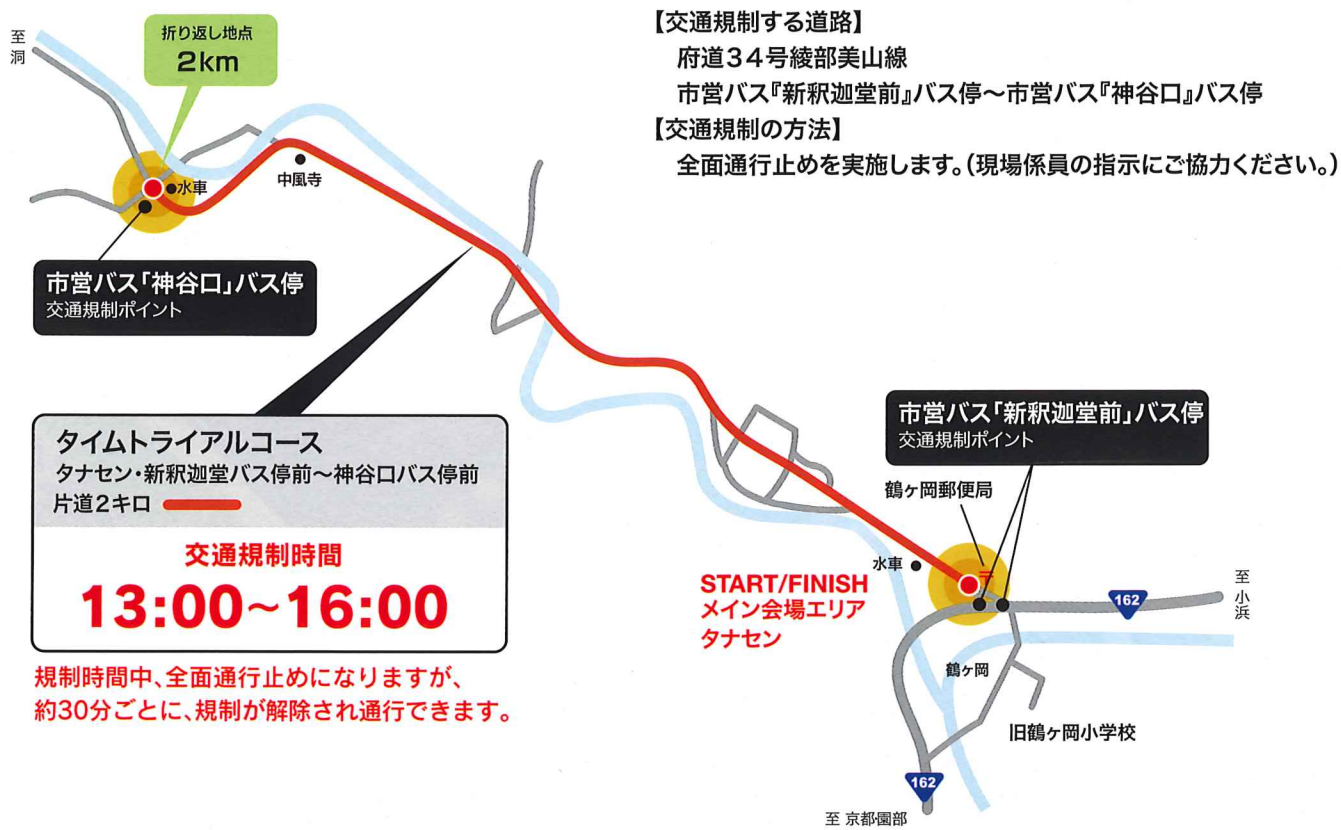 【交通規制する道路】
府道34号綾部美山線
市営バス『新釈迦堂前』バス停～市営バス『神谷口』バス停
【交通規制の方法】
全面通行止めを実施します。(現場係員の指示にご協力ください。)
至
洞
折り返し地点
2km
水車
中風寺
市営バス「神谷口」バス停
交通規制ポイント
タイムトライアルコース
タナセン・新釈迦堂バス停前～神谷口バス停前
片道2キロ
交通規制時間
13:00～16:00
規制時間中、全面通行止めになりますが、
約30分ごとに、規制が解除され通行できます。
市営バス「新釈迦堂前」バス停
交通規制ポイント
鶴ヶ岡郵便局
水車
〒
START/FINISH
メイン会場エリア
タナセン
162
至
小浜
鶴ヶ岡
旧鶴ヶ岡小学校
162
至 京都・園部